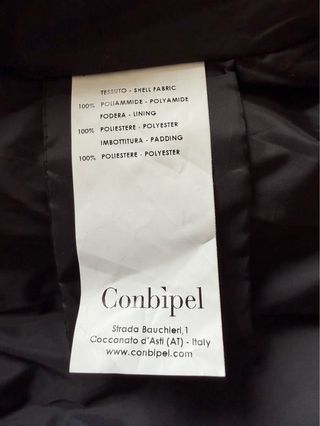 TESSUTO - SHELL FABRIC
100% POLIAMMIDE - POLYAMIDE
FODERA - LINING
100% POLIESTERE - POLYESTER
IMBOTTITURA - PADDING
100% POLIESTERE - POLYESTER
Conbìpel
Strada Bauchieri,1
Cocconato d'Asti (AT) - Italy
www.conbipel.com